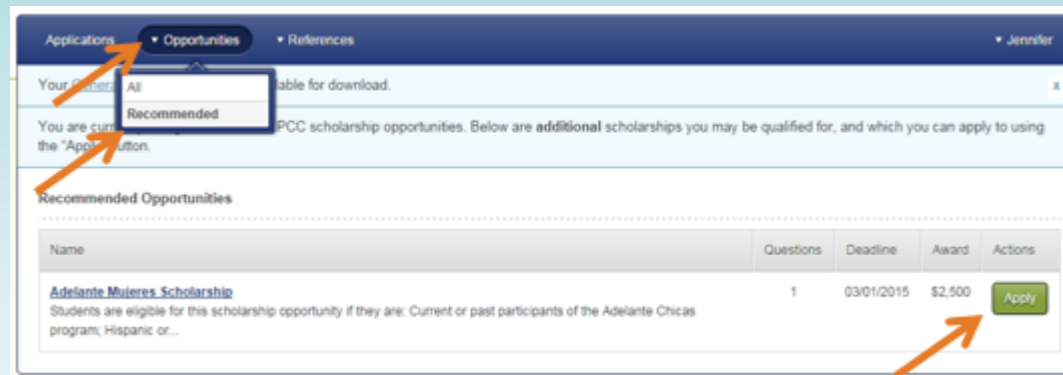 Applications ▾ Opportunities ▾ References ▾ Jennifer
All
Recommended
Your General lable for download. x
You are PCC scholarship opportunities. Below are additional scholarships you may be qualified for, and which you can apply to using
the "Apply" button.
Recommended Opportunities
Name Questions Deadline Award Actions
Adelante Mujeres Scholarship 1 03/01/2015 $2,500 Apply
Students are eligible for this scholarship opportunity if they are: Current or past participants of the Adelante Chicas
program; Hispanic or...